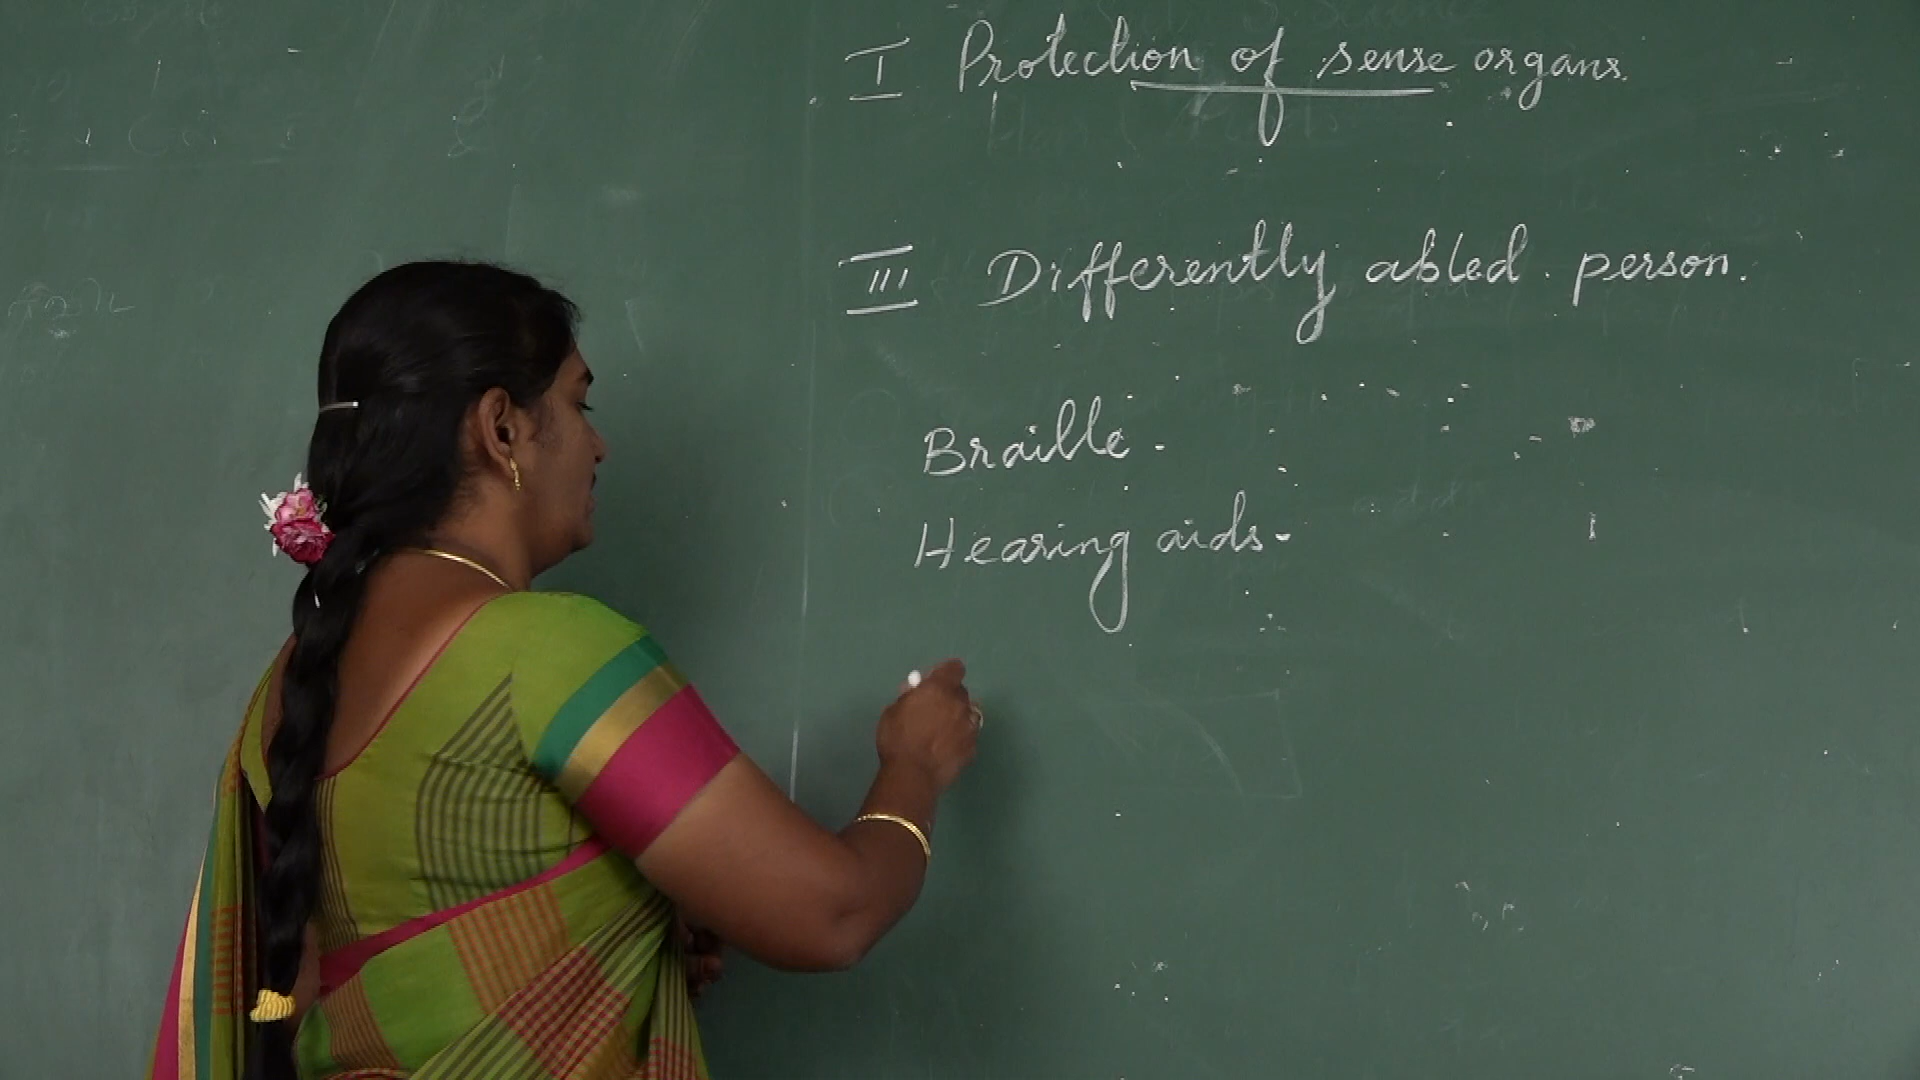 I Protection of sense organs.
III Differently abled. person.
Braille -
Hearing aids -